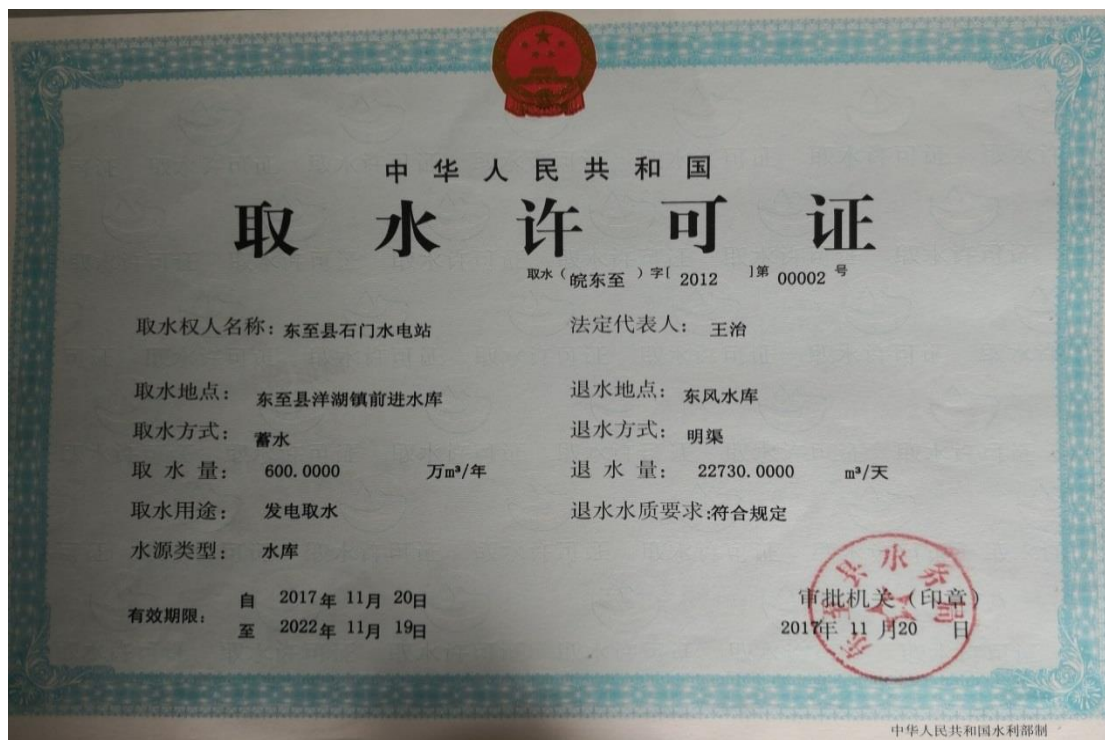 中华人民共和国
取水许可证
取水（皖东至）字[2012]第00002号
取水权人名称：东至县石门水电站 法定代表人：王治
取水地点：东至县洋湖镇前进水库 退水地点：东风水库
取水方式：蓄水 退水方式：明渠
取水量：600.0000 万m³/年 退水量：22730.0000 m³/天
取水用途：发电取水 退水水质要求:符合规定
水源类型：水库
有效期限：自 2017年 11月 20日
至 2022年 11月 19日
审批机关（印章）
2017年 11 月20 日
东至县水务局
中华人民共和国水利部制